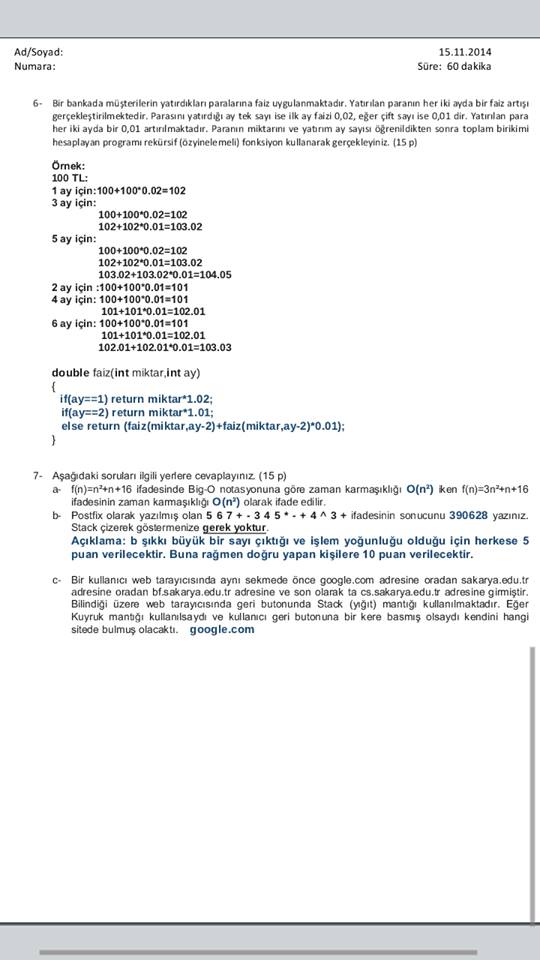 Ad/Soyad: 15.11.2014
Numara: Süre: 60 dakika
6- Bir bankada müşterilerin yatırdıkları paralarına faiz uygulanmaktadır. Yatırılan paranın her iki ayda bir faiz artışı
gerçekleştirilmektedir. Parasını yatırdığı ay tek sayı ise ilk ay faizi 0,02, eğer çift sayı ise 0,01 dir. Yatırılan para
her iki ayda bir 0,01 artırılmaktadır. Paranın miktarını ve yatırım ay sayısı öğrenildikten sonra toplam birikimi
hesaplayan programı rekürsif (özyinelemeli) fonksiyon kullanarak gerçekleyiniz. (15 p)
Örnek:
100 TL:
1 ay için:100+100*0.02=102
3 ay için:
100+100*0.02=102
102+102*0.01=103.02
5 ay için:
100+100*0.02=102
102+102*0.01=103.02
103.02+103.02*0.01=104.05
2 ay için :100+100*0.01=101
4 ay için: 100+100*0.01=101
101+101*0.01=102.01
6 ay için: 100+100*0.01=101
101+101*0.01=102.01
102.01+102.01*0.01=103.03
double faiz(int miktar,int ay)
{
if(ay==1) return miktar*1.02;
if(ay==2) return miktar*1.01;
else return (faiz(miktar,ay-2)+faiz(miktar,ay-2)*0.01);
}
7- Aşağıdaki soruları ilgili yerlere cevaplayınız. (15 p)
a- f(n)=n²+n+16 ifadesinde Big-O notasyonuna göre zaman karmaşıklığı O(n²) iken f(n)=3n²+n+16
ifadesinin zaman karmaşıklığı O(n²) olarak ifade edilir.
b- Postfix olarak yazılmış olan 5 6 7 + - 3 4 5 * - + 4 ^ 3 + ifadesinin sonucunu 390628 yazınız.
Stack çizerek göstermenize gerek yoktur.
Açıklama: b şıkkı büyük bir sayı çıktığı ve işlem yoğunluğu olduğu için herkese 5
puan verilecektir. Buna rağmen doğru yapan kişilere 10 puan verilecektir.
c- Bir kullanıcı web tarayıcısında aynı sekmede önce google.com adresine oradan sakarya.edu.tr
adresine oradan bf.sakarya.edu.tr adresine ve son olarak ta cs.sakarya.edu.tr adresine girmiştir.
Bilindiği üzere web tarayıcısında geri butonunda Stack (yığıt) mantığı kullanılmaktadır. Eğer
Kuyruk mantığı kullanılsaydı ve kullanıcı geri butonuna bir kere basmış olsaydı kendini hangi
sitede bulmuş olacaktı. google.com